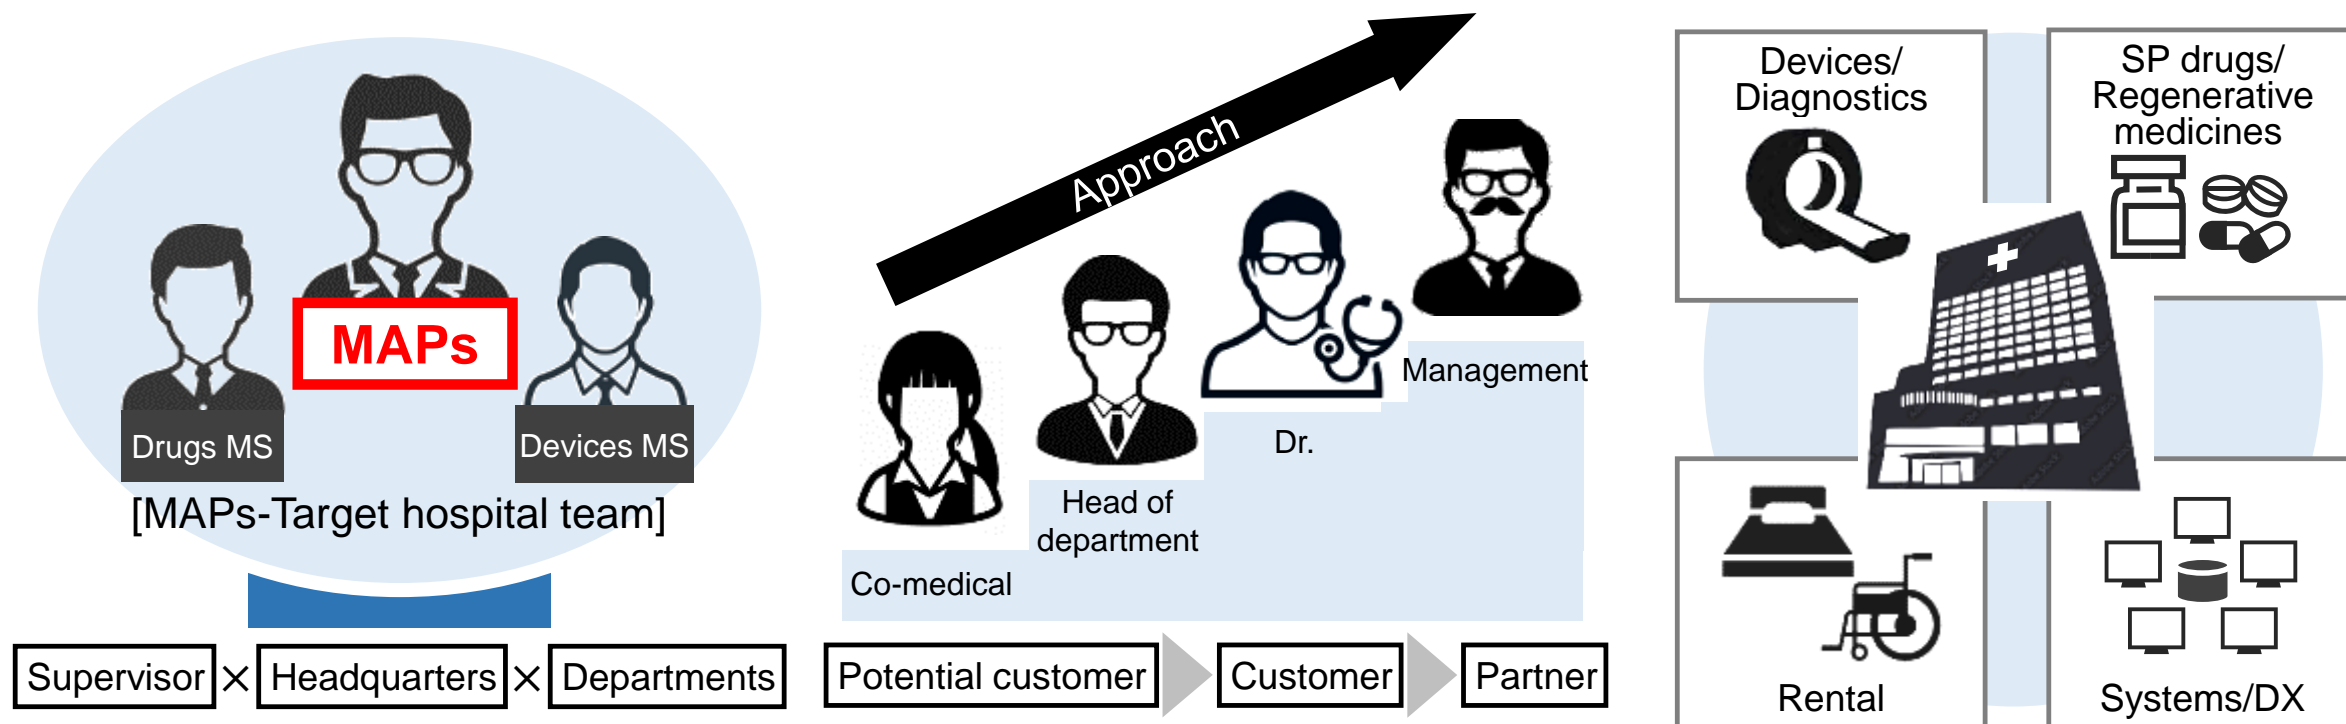 MAPs
Drugs MS
Devices MS
[MAPs-Target hospital team]
Supervisor × Headquarters × Departments
Approach
Management
Dr.
Head of
department
Co-medical
Potential customer
Customer
Partner
Devices/
Diagnostics
SP drugs/
Regenerative
medicines
Rental
Systems/DX